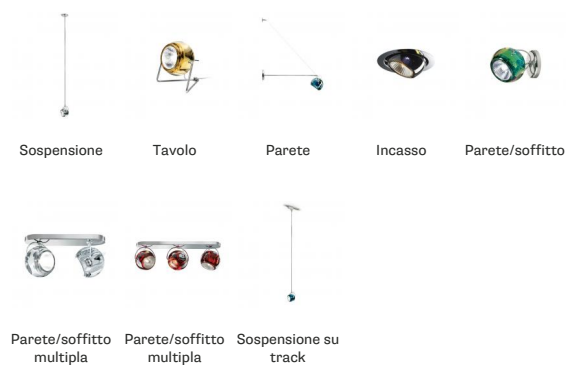 Sospensione
Tavolo
Parete
Incasso
Parete/soffitto
Parete/soffitto
multipla
Parete/soffitto
multipla
Sospensione su
track